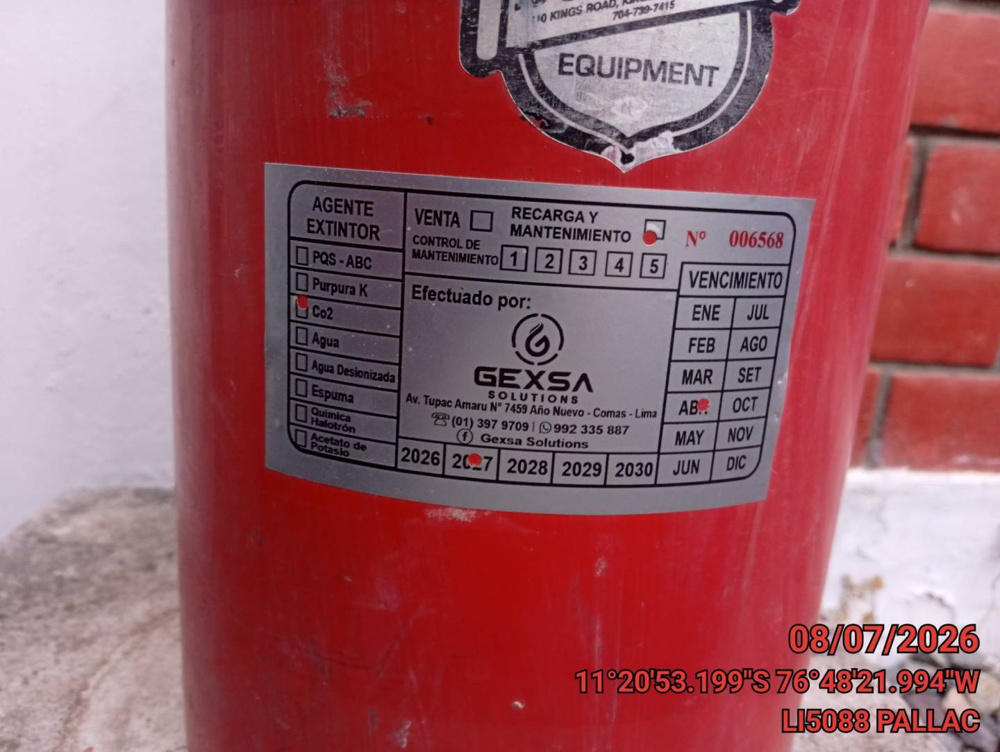 10 KINGS ROAD,
704-739-7415
EQUIPMENT
AGENTE
EXTINTOR
PQS - ABC
Purpura K
Co2
Agua
Agua Desionizada
Espuma
Quimica
Halotrón
Acetato de
Potasio
VENTA
RECARGA Y
MANTENIMIENTO
Nº 006568
CONTROL DE
MANTENIMIENTO 1 2 3 4 5
Efectuado por:
GEXSA
SOLUTIONS
Av. Tupac Amaru N° 7459 Año Nuevo - Comas - Lima
(01) 397 9709 | 992 335 887
Gexsa Solutions
2026 2027 2028 2029 2030
VENCIMIENTO
ENE JUL
FEB AGO
MAR SET
ABR OCT
MAY NOV
JUN DIC
08/07/2026
11°20'53.199"S 76°48'21.994"W
LI5088 PALLAC